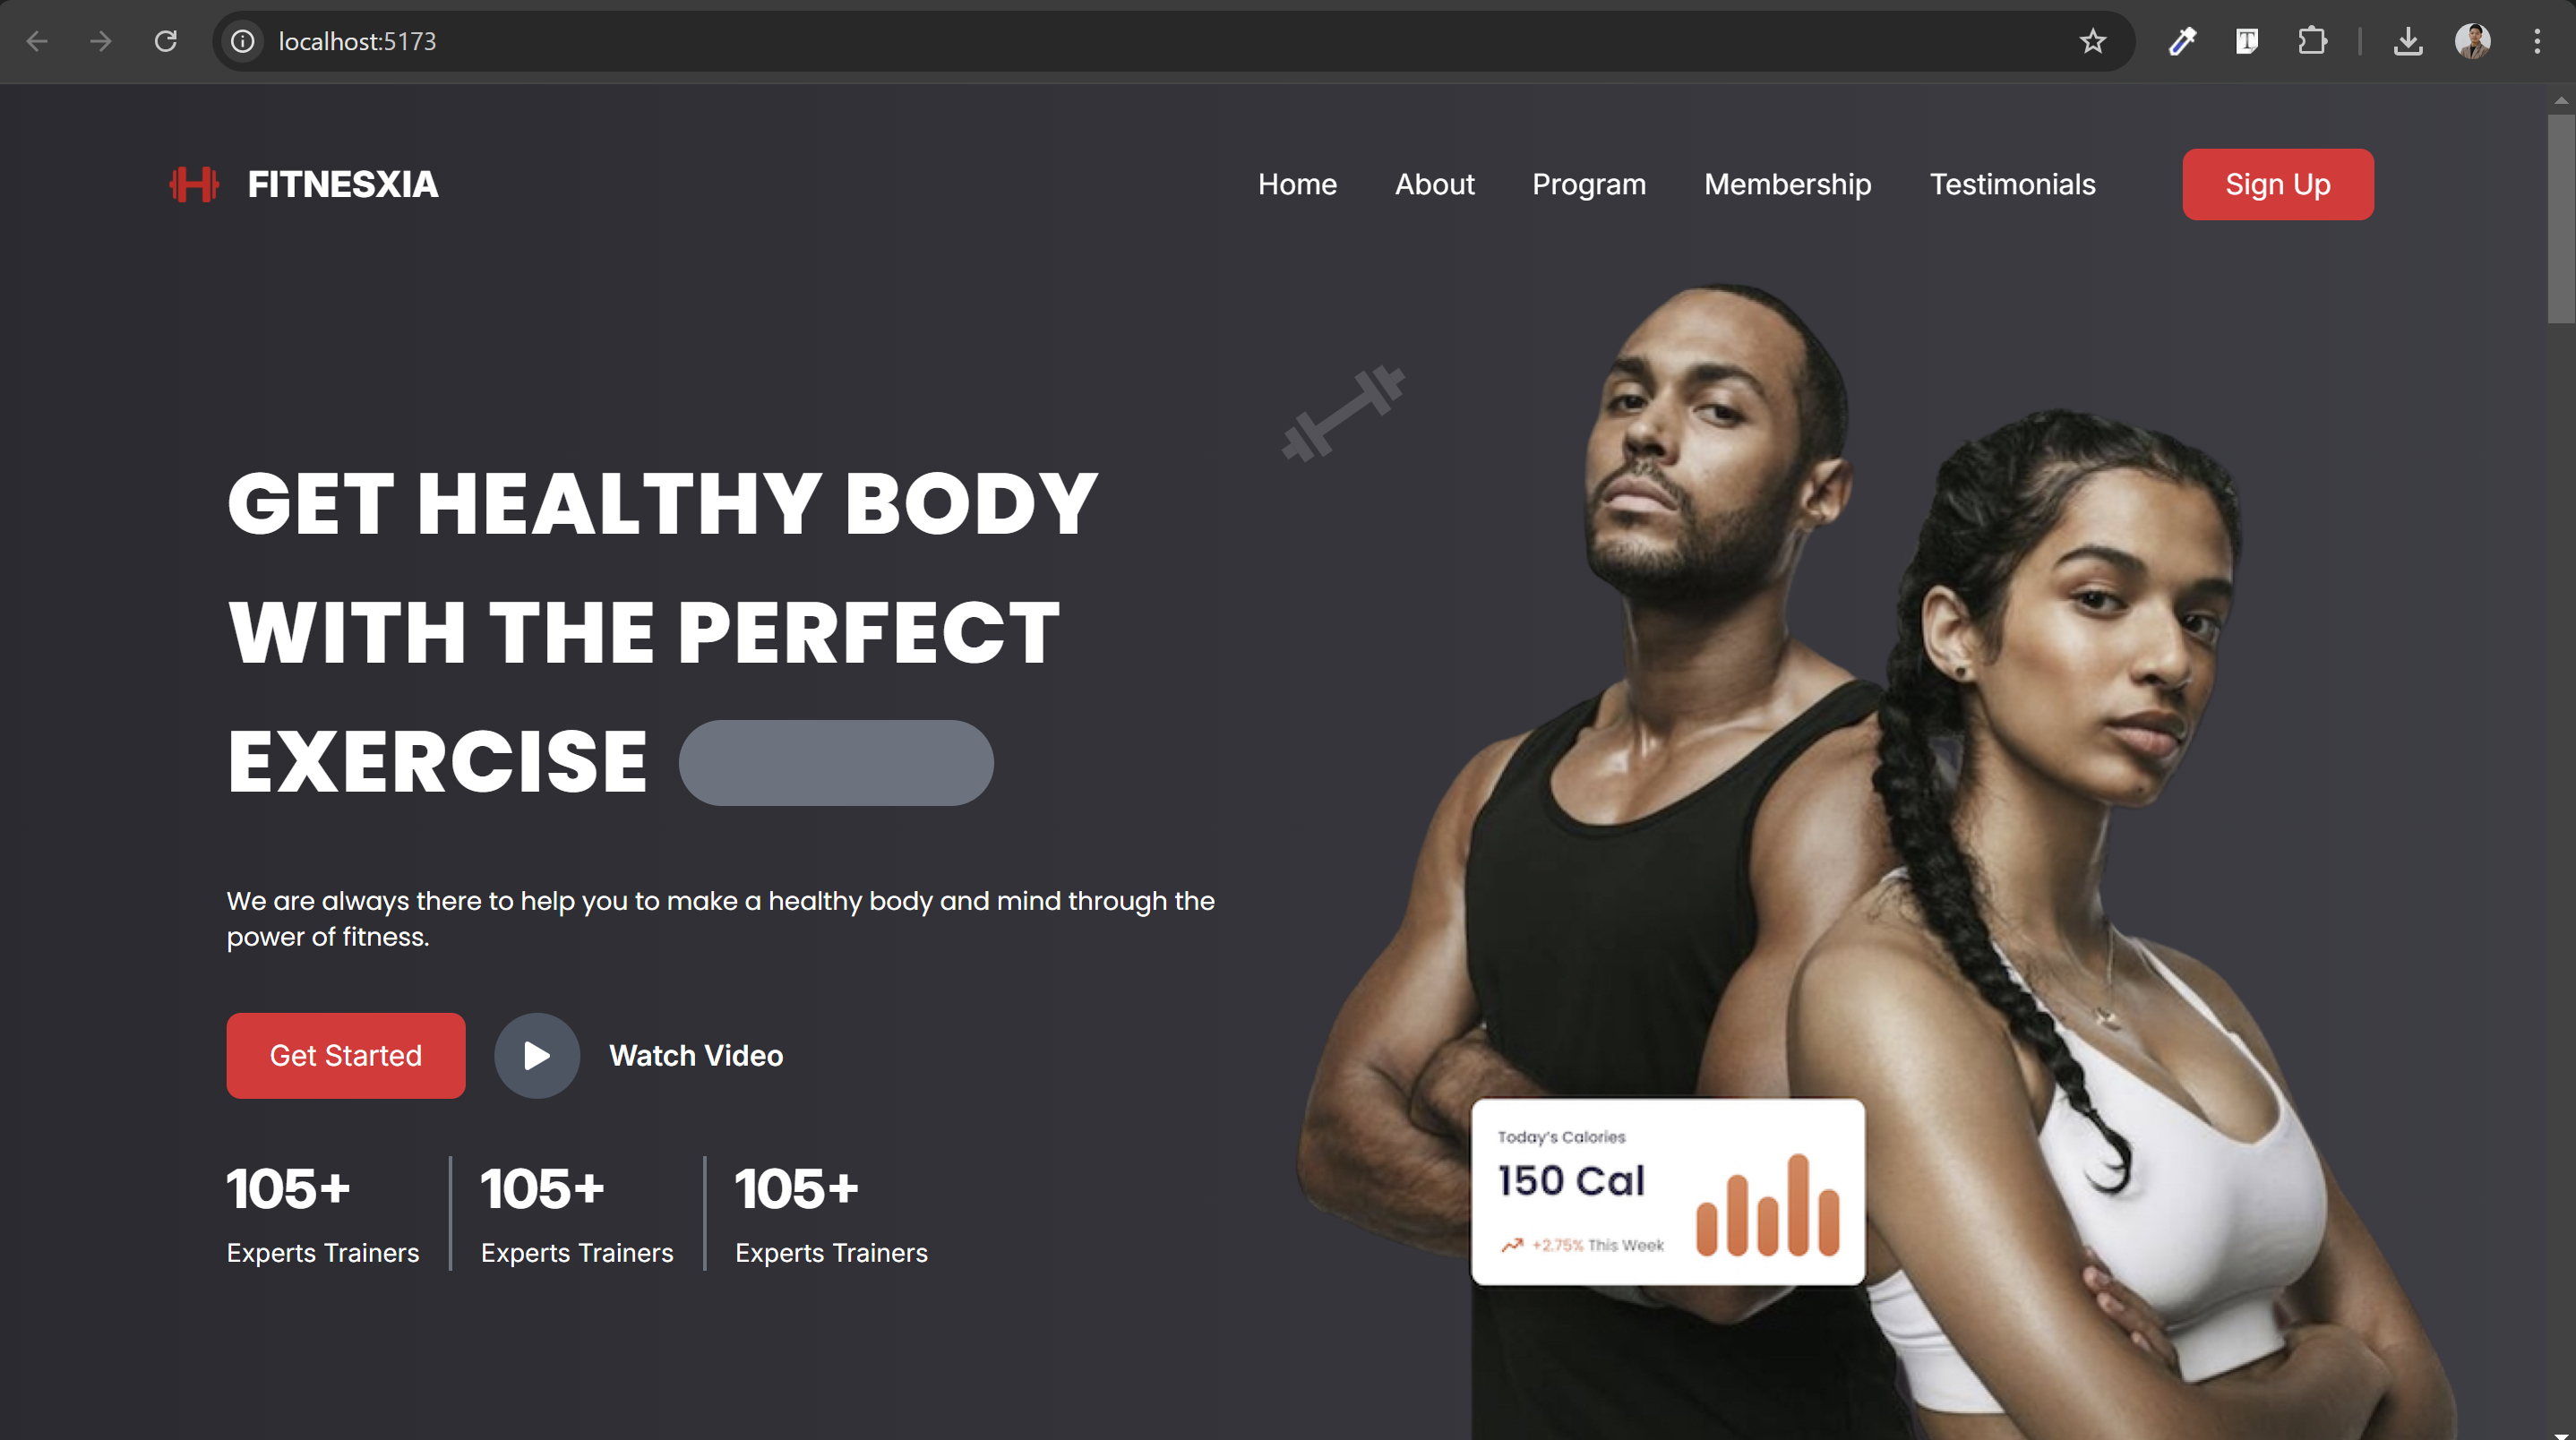 localhost:5173
FITNESXIA
Home About Program Membership Testimonials Sign Up
GET HEALTHY BODY
WITH THE PERFECT
EXERCISE
We are always there to help you to make a healthy body and mind through the
power of fitness.
Get Started Watch Video
105+ 105+ 105+
Experts Trainers Experts Trainers Experts Trainers
Today's Calories
150 Cal
+2.75% This Week